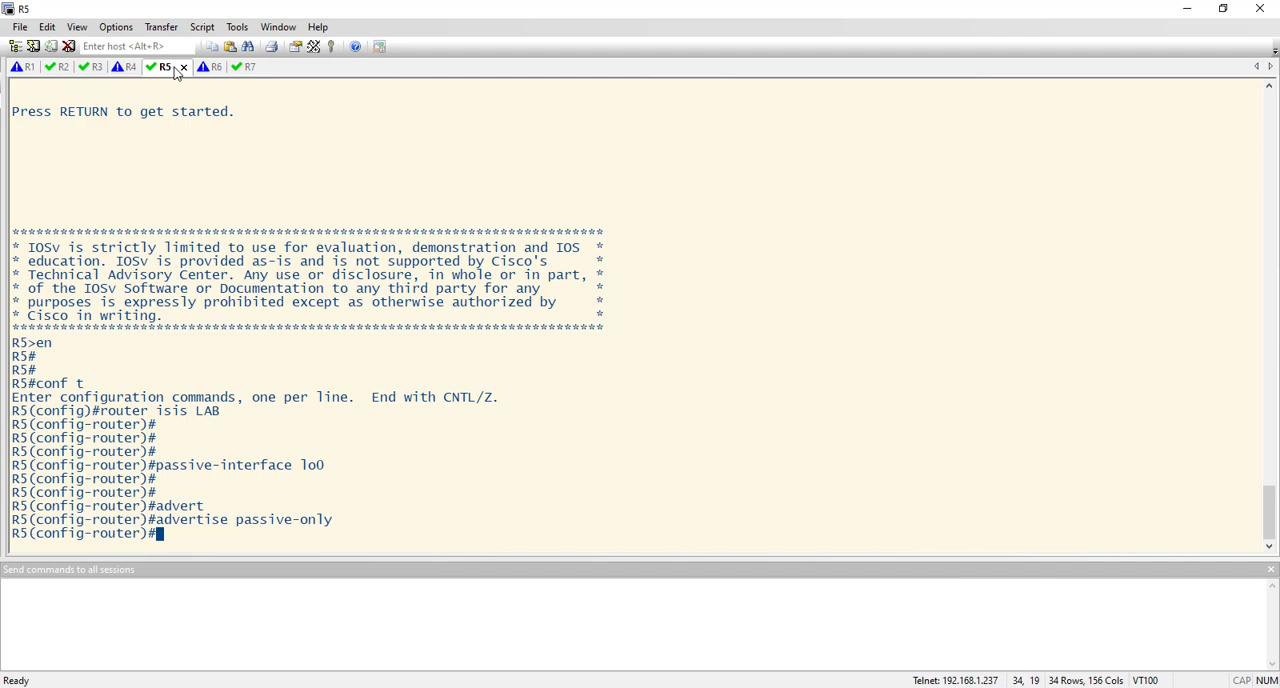 R5
File Edit View Options Transfer Script Tools Window Help
Enter host <Alt+R>
R1 R2 R3 R4 R5 R6 R7
Press RETURN to get started.
**************************************************************************
* IOSv is strictly limited to use for evaluation, demonstration and IOS *
* education. IOSv is provided as-is and is not supported by Cisco's *
* Technical Advisory Center. Any use or disclosure, in whole or in part, *
* of the IOSv Software or Documentation to any third party for any *
* purposes is expressly prohibited except as otherwise authorized by *
* Cisco in writing. *
**************************************************************************
R5>en
R5#
R5#
R5#conf t
Enter configuration commands, one per line. End with CNTL/Z.
R5(config)#router isis LAB
R5(config-router)#
R5(config-router)#
R5(config-router)#
R5(config-router)#passive-interface lo0
R5(config-router)#
R5(config-router)#
R5(config-router)#advert
R5(config-router)#advertise passive-only
R5(config-router)#
Send commands to all sessions
Ready Telnet: 192.168.1.237 34, 19 34 Rows, 156 Cols VT100 CAP NUM